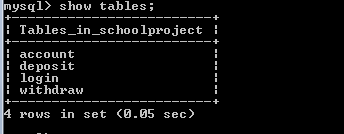 mysql> show tables;
+--------------------------+
| Tables_in_schoolproject |
+--------------------------+
| account |
| deposit |
| login |
| withdraw |
+--------------------------+
4 rows in set (0.05 sec)